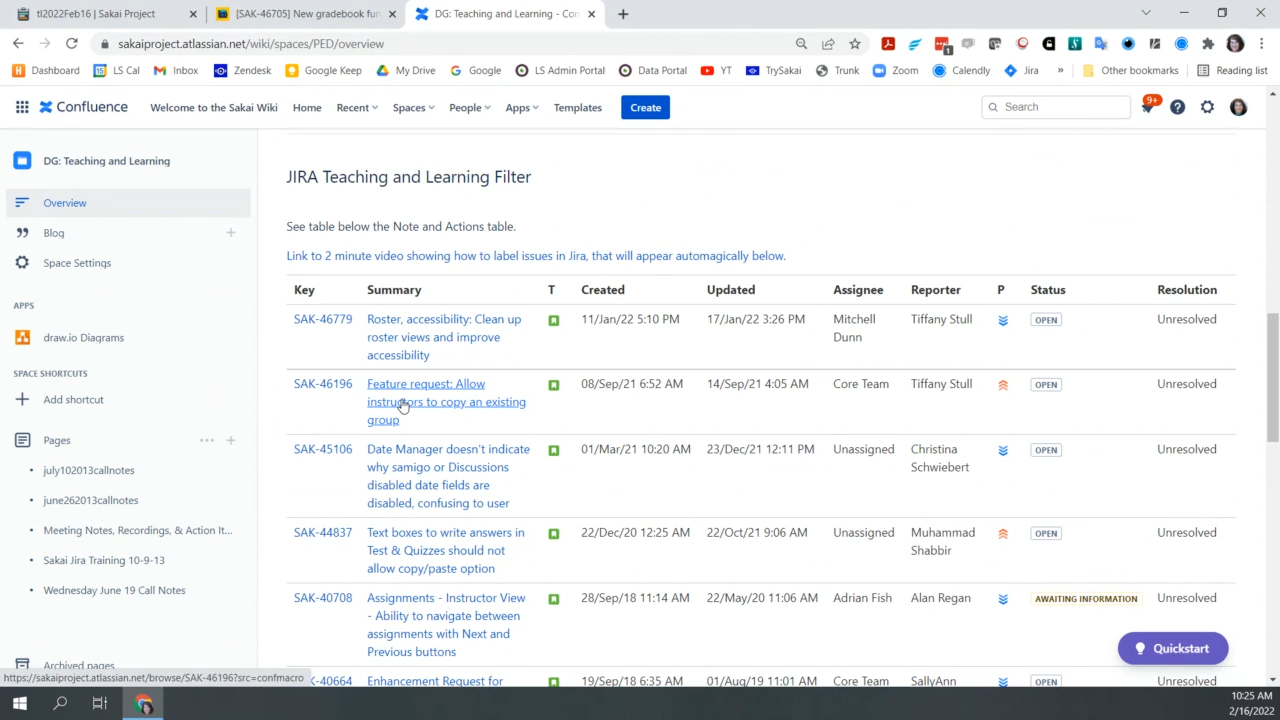 tl2022Feb16 | Sakai Project
[SAK-46705] New gradebook fun
DG: Teaching and Learning - Con
sakaiproject.atlassian.net/wiki/spaces/PED/overview
Dashboard LS Cal Inbox Zendesk Google Keep My Drive Google LS Admin Portal Data Portal YT TrySakai Trunk Zoom Calendly Jira » Other bookmarks Reading list
Confluence Welcome to the Sakai Wiki Home Recent Spaces People Apps Templates Create Search 9+
DG: Teaching and Learning
Overview
Blog
Space Settings
APPS
draw.io Diagrams
SPACE SHORTCUTS
Add shortcut
Pages
july102013callnotes
june262013callnotes
Meeting Notes, Recordings, & Action It...
Sakai Jira Training 10-9-13
Wednesday June 19 Call Notes
Archived pages
JIRA Teaching and Learning Filter
See table below the Note and Actions table.
Link to 2 minute video showing how to label issues in Jira, that will appear automagically below.
Key Summary T Created Updated Assignee Reporter P Status Resolution
SAK-46779 Roster, accessibility: Clean up 11/Jan/22 5:10 PM 17/Jan/22 3:26 PM Mitchell Tiffany Stull OPEN Unresolved
roster views and improve Dunn
accessibility
SAK-46196 Feature request: Allow 08/Sep/21 6:52 AM 14/Sep/21 4:05 AM Core Team Tiffany Stull OPEN Unresolved
instructors to copy an existing
group
SAK-45106 Date Manager doesn't indicate 01/Mar/21 10:20 AM 23/Dec/21 12:11 PM Unassigned Christina OPEN Unresolved
why samigo or Discussions Schwiebert
disabled date fields are
disabled, confusing to user
SAK-44837 Text boxes to write answers in 22/Dec/20 12:25 AM 22/Oct/21 9:06 AM Unassigned Muhammad OPEN Unresolved
Test & Quizzes should not Shabbir
allow copy/paste option
SAK-40708 Assignments - Instructor View 28/Sep/18 11:14 AM 22/May/20 11:06 AM Adrian Fish Alan Regan AWAITING INFORMATION Unresolved
- Ability to navigate between
assignments with Next and
Previous buttons
-40664 Enhancement Request for 19/Sep/18 6:35 AM 01/Aug/19 11:01 AM Core Team SallyAnn OPEN Unresolved
Quickstart
https://sakaiproject.atlassian.net/browse/SAK-46196?src=confmacro
10:25 AM
2/16/2022